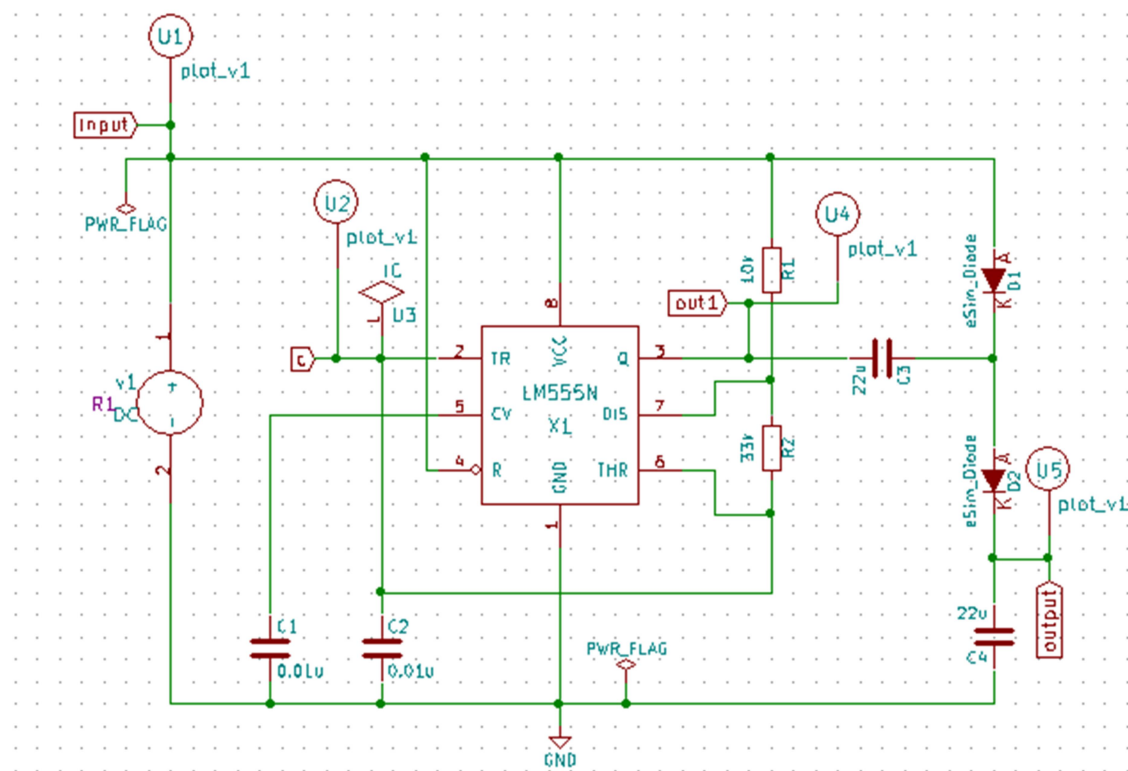 U1
plot_v1
Input
PWR_FLAG
U2
plot_v1
IC
U3
U4
plot_v1
10k
R1
out1
eSim_Diode
A
D1
K
1
v1
R1
DC
+
-
2
c
2
TR
5
CV
4
R
8
VCC
LM555N
X1
GND
1
Q
3
DIS
7
THR
6
33k
R2
22u
C3
eSim_Diode
A
D2
K
U5
plot_v1
output
22u
C4
C1
0.01u
C2
0.01u
PWR_FLAG
GND